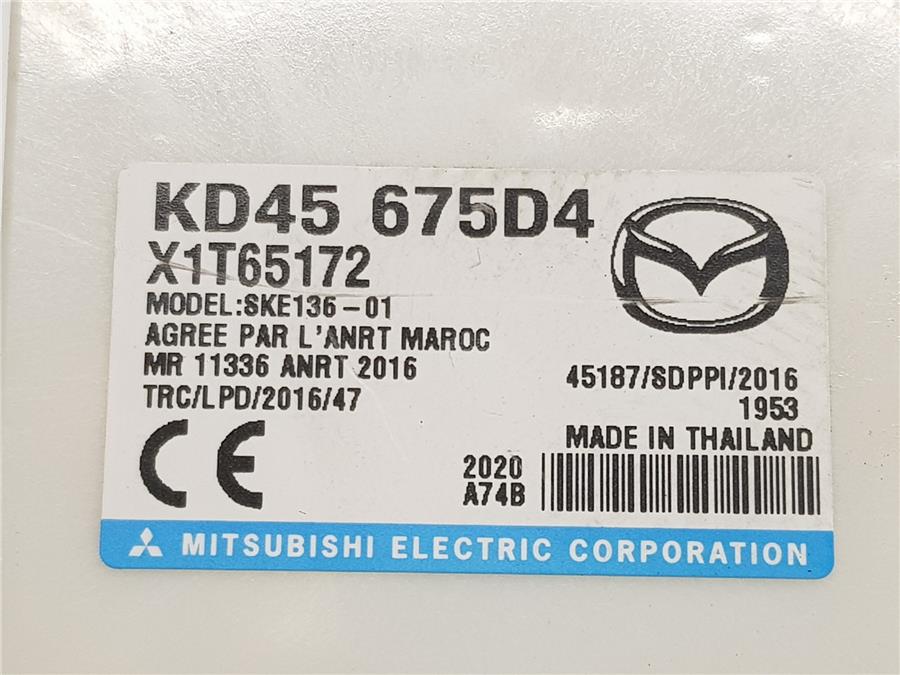 KD45 675D4
X1T65172
MODEL:SKE136-01
AGREE PAR L'ANRT MAROC
MR 11336 ANRT 2016
TRC/LPD/2016/47
CE
45187/SDPPI/2016
1953
MADE IN THAILAND
2020
A74B
MITSUBISHI ELECTRIC CORPORATION